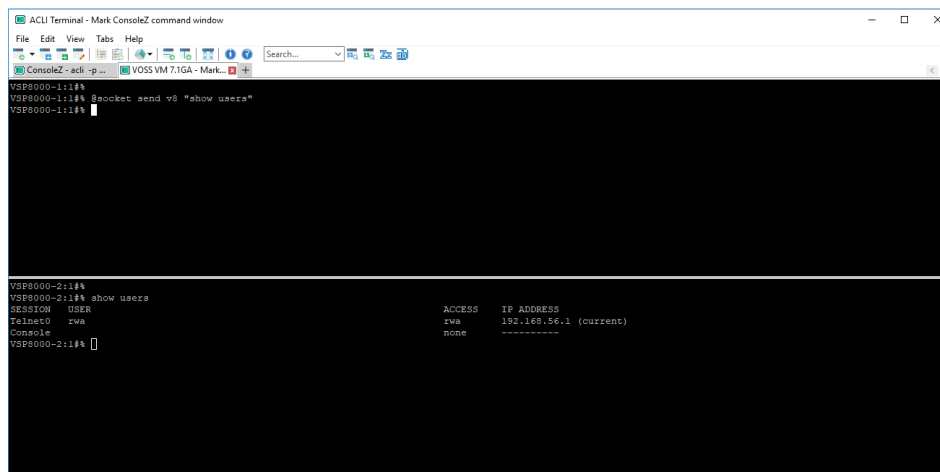 ACLI Terminal - Mark ConsoleZ command window
File Edit View Tabs Help
Search...
ConsoleZ - acli -p ... VOSS VM 7.1GA - Mark...
VSP8000-1:1#%
VSP8000-1:1#% @socket send v8 "show users"
VSP8000-1:1#%
VSP8000-2:1#%
VSP8000-2:1#% show users
SESSION USER ACCESS IP ADDRESS
Telnet0 rwa rwa 192.168.56.1 (current)
Console none ----------
VSP8000-2:1#%